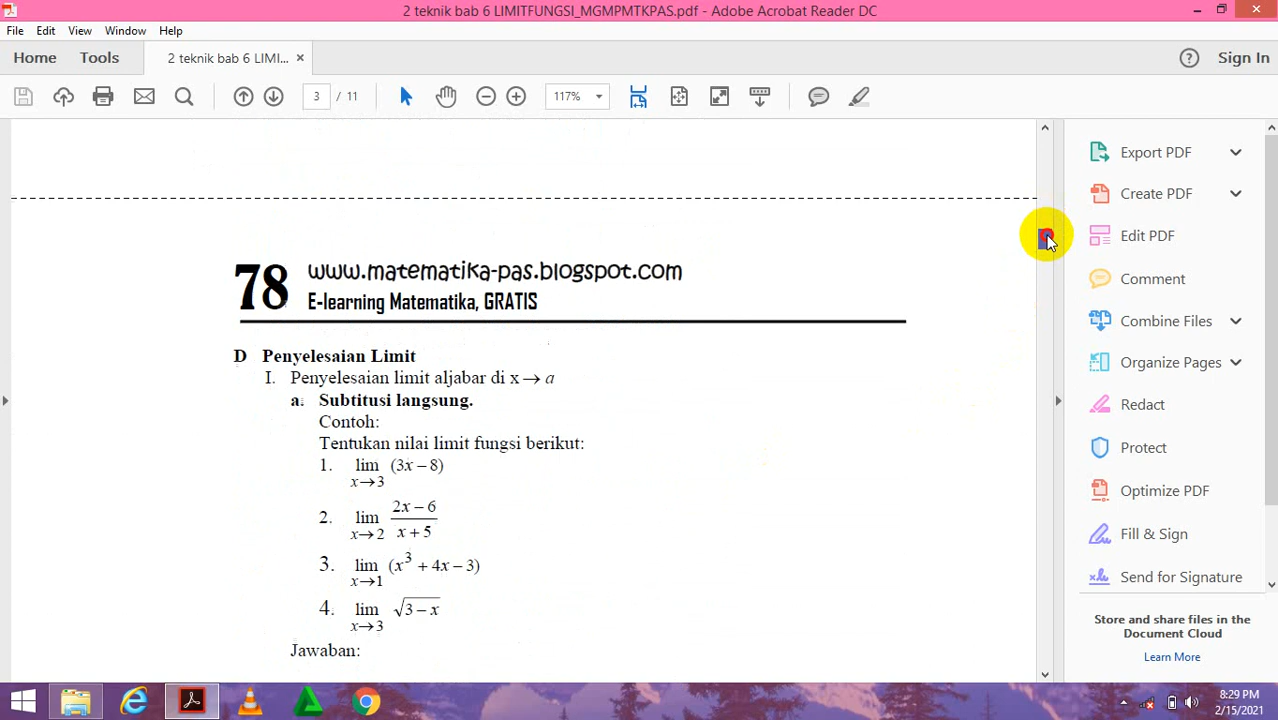 2 teknik bab 6 LIMITFUNGSI_MGMPMTKPAS.pdf - Adobe Acrobat Reader DC
File Edit View Window Help
Home Tools 2 teknik bab 6 LIMI... × Sign In
3 / 11 117%
Export PDF
Create PDF
Edit PDF
Comment
Combine Files
Organize Pages
Redact
Protect
Optimize PDF
Fill & Sign
Send for Signature
Store and share files in the
Document Cloud
Learn More
78 www.matematika-pas.blogspot.com
E-learning Matematika, GRATIS
D Penyelesaian Limit
I. Penyelesaian limit aljabar di x → a
a. Subtitusi langsung.
Contoh:
Tentukan nilai limit fungsi berikut:
1. lim x→3 (3x – 8)
2. lim x→2 (2x – 6)/(x + 5)
3. lim x→1 (x³ + 4x – 3)
4. lim x→3 √(3 – x)
Jawaban:
8:29 PM
2/15/2021